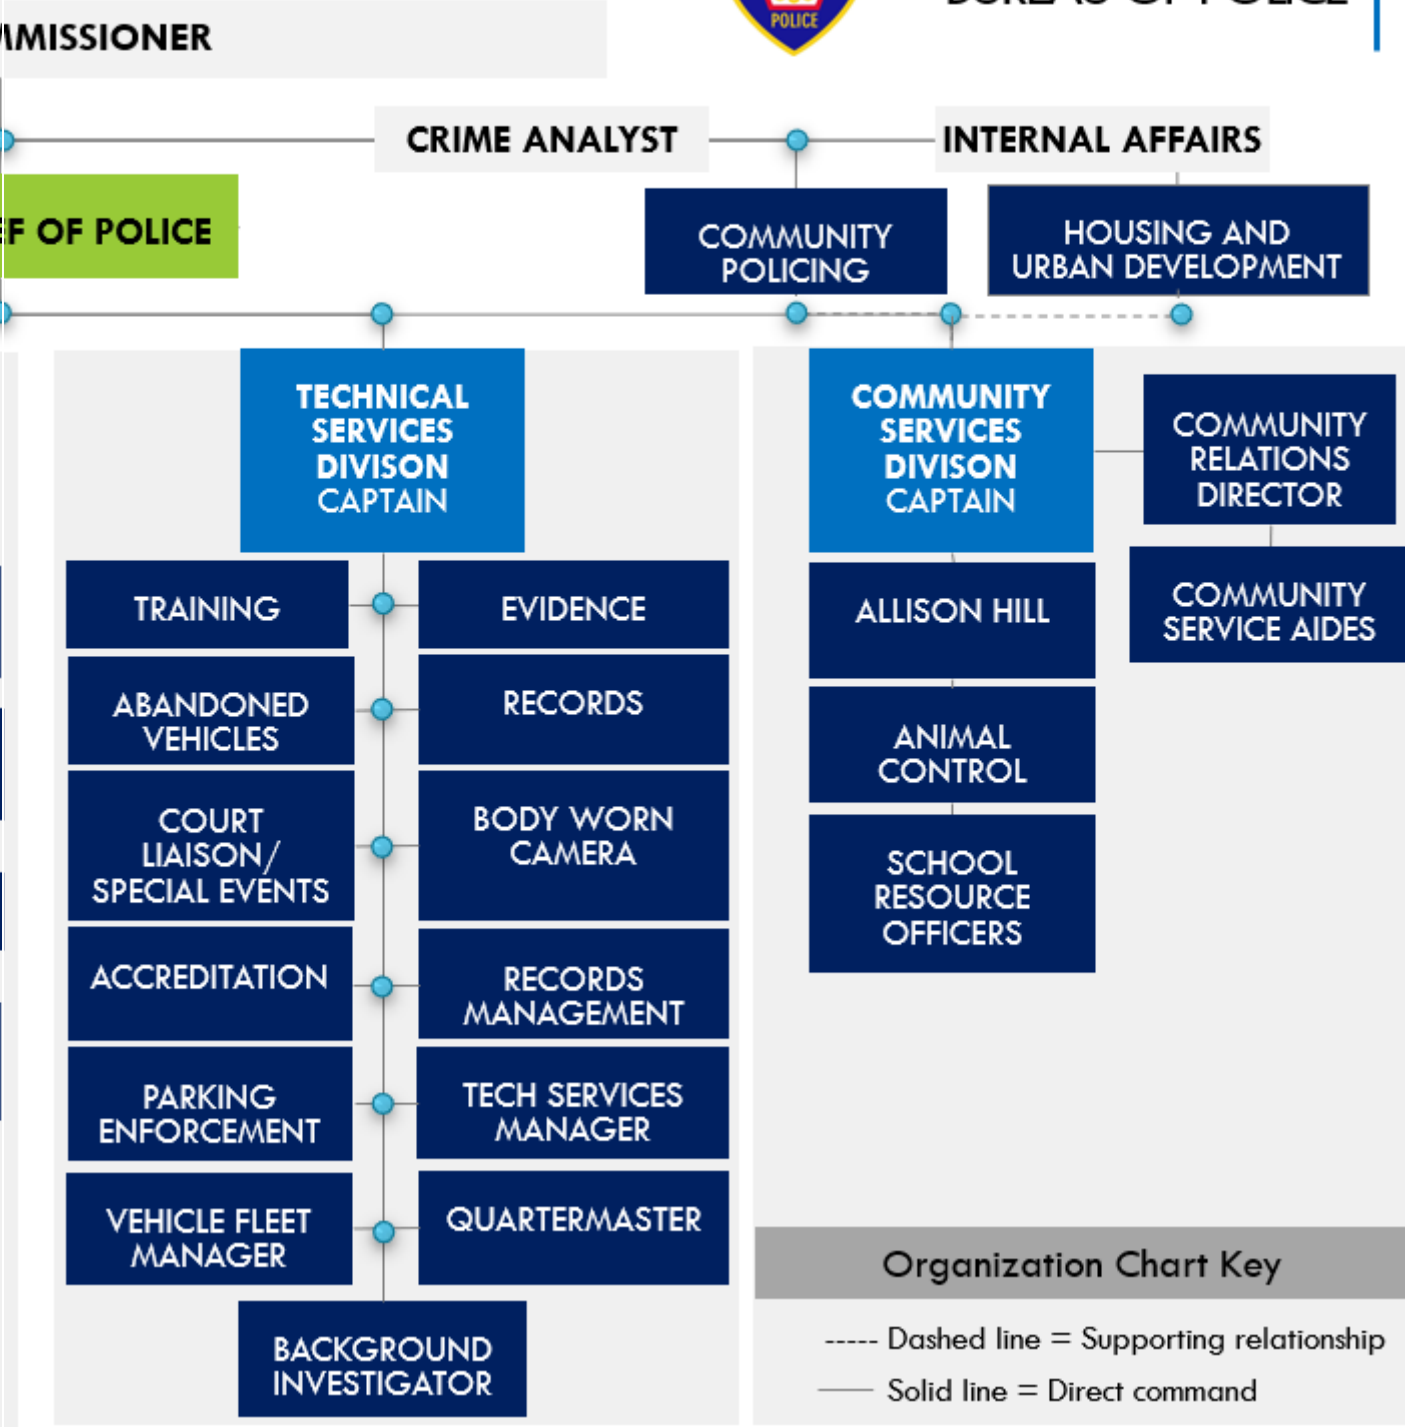 POLICE
MMISSIONER
CRIME ANALYST
INTERNAL AFFAIRS
EF OF POLICE
COMMUNITY
POLICING
HOUSING AND
URBAN DEVELOPMENT
TECHNICAL
SERVICES
DIVISON
CAPTAIN
COMMUNITY
SERVICES
DIVISON
CAPTAIN
COMMUNITY
RELATIONS
DIRECTOR
COMMUNITY
SERVICE AIDES
TRAINING
EVIDENCE
ABANDONED
VEHICLES
RECORDS
COURT
LIAISON/
SPECIAL EVENTS
BODY WORN
CAMERA
ACCREDITATION
RECORDS
MANAGEMENT
PARKING
ENFORCEMENT
TECH SERVICES
MANAGER
VEHICLE FLEET
MANAGER
QUARTERMASTER
BACKGROUND
INVESTIGATOR
ALLISON HILL
ANIMAL
CONTROL
SCHOOL
RESOURCE
OFFICERS
Organization Chart Key
----- Dashed line = Supporting relationship
Solid line = Direct command